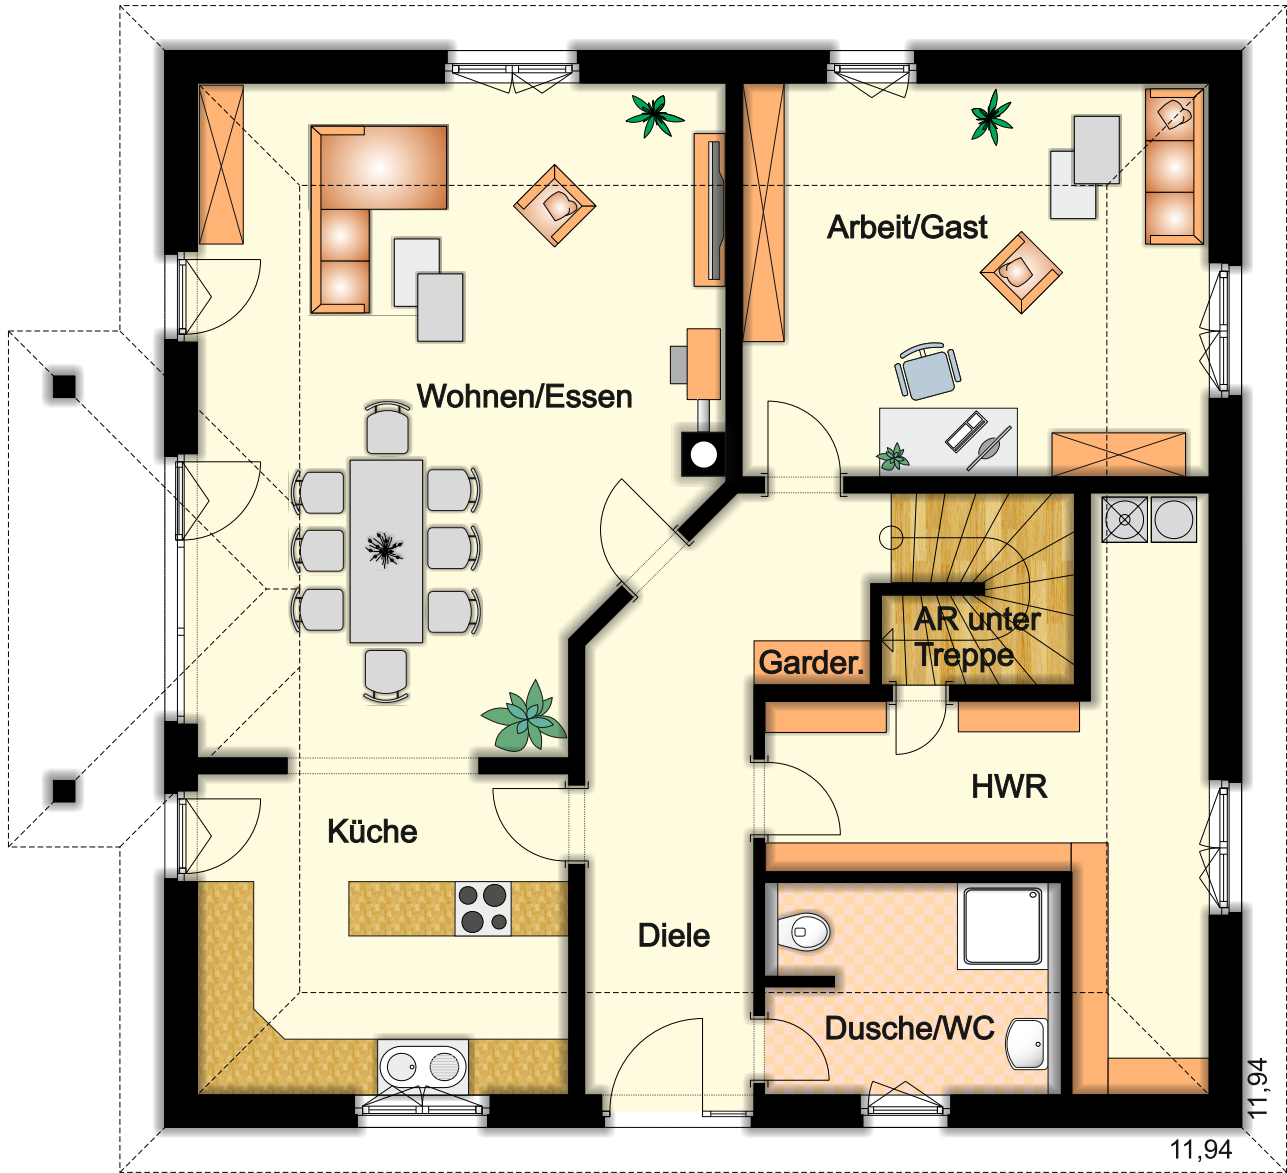 Arbeit/Gast
Wohnen/Essen
AR unter
Treppe
Garder.
HWR
Küche
Diele
Dusche/WC
11,94
11,94